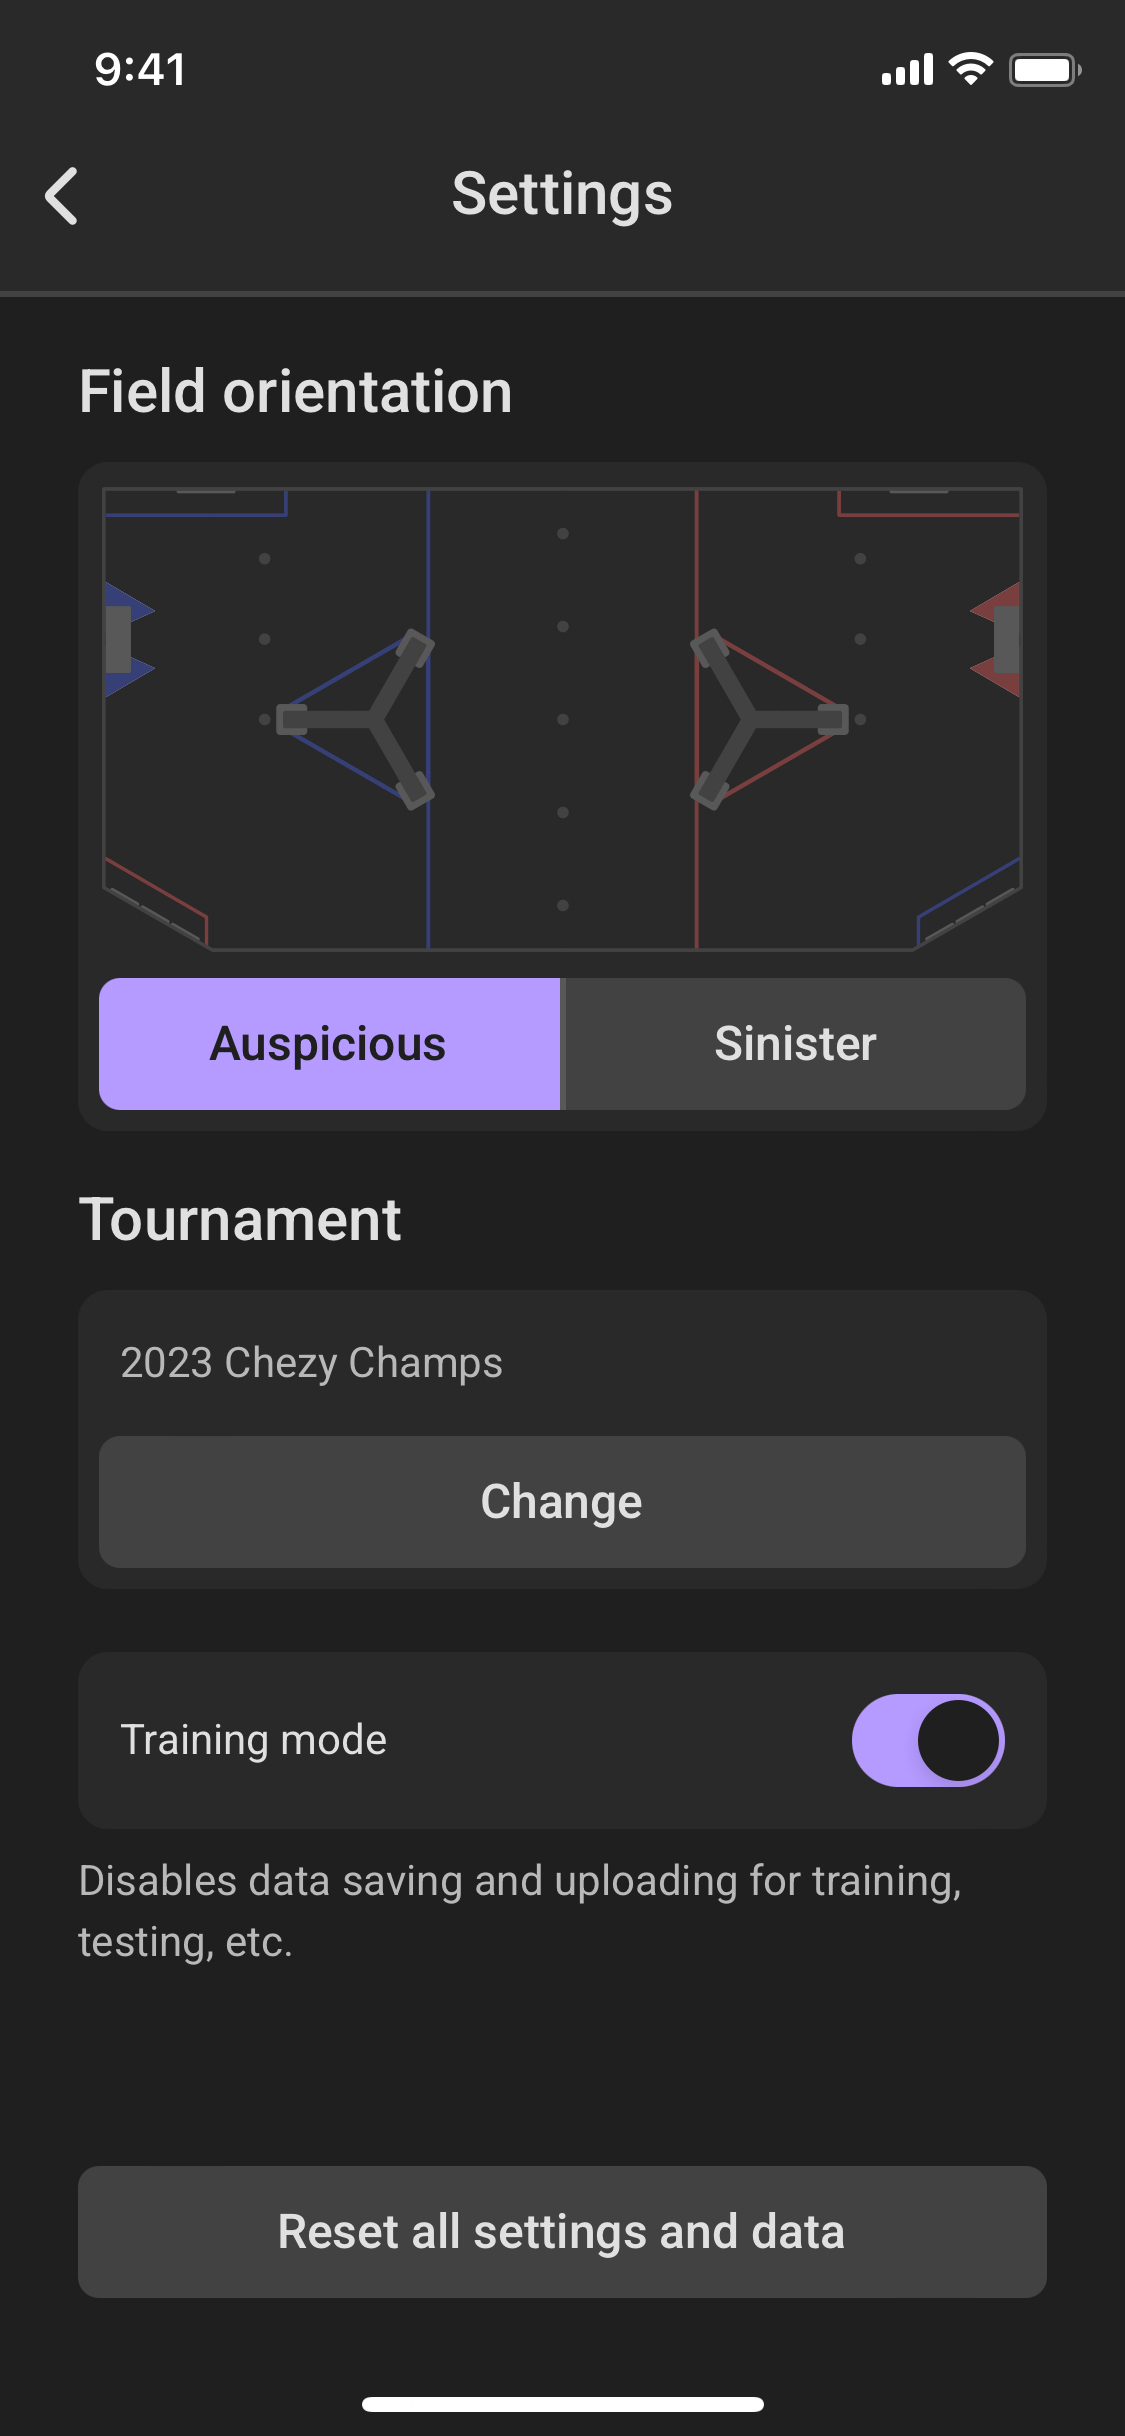 9:41
Settings
Field orientation
Auspicious
Sinister
Tournament
2023 Chezy Champs
Change
Training mode
Disables data saving and uploading for training,
testing, etc.
Reset all settings and data